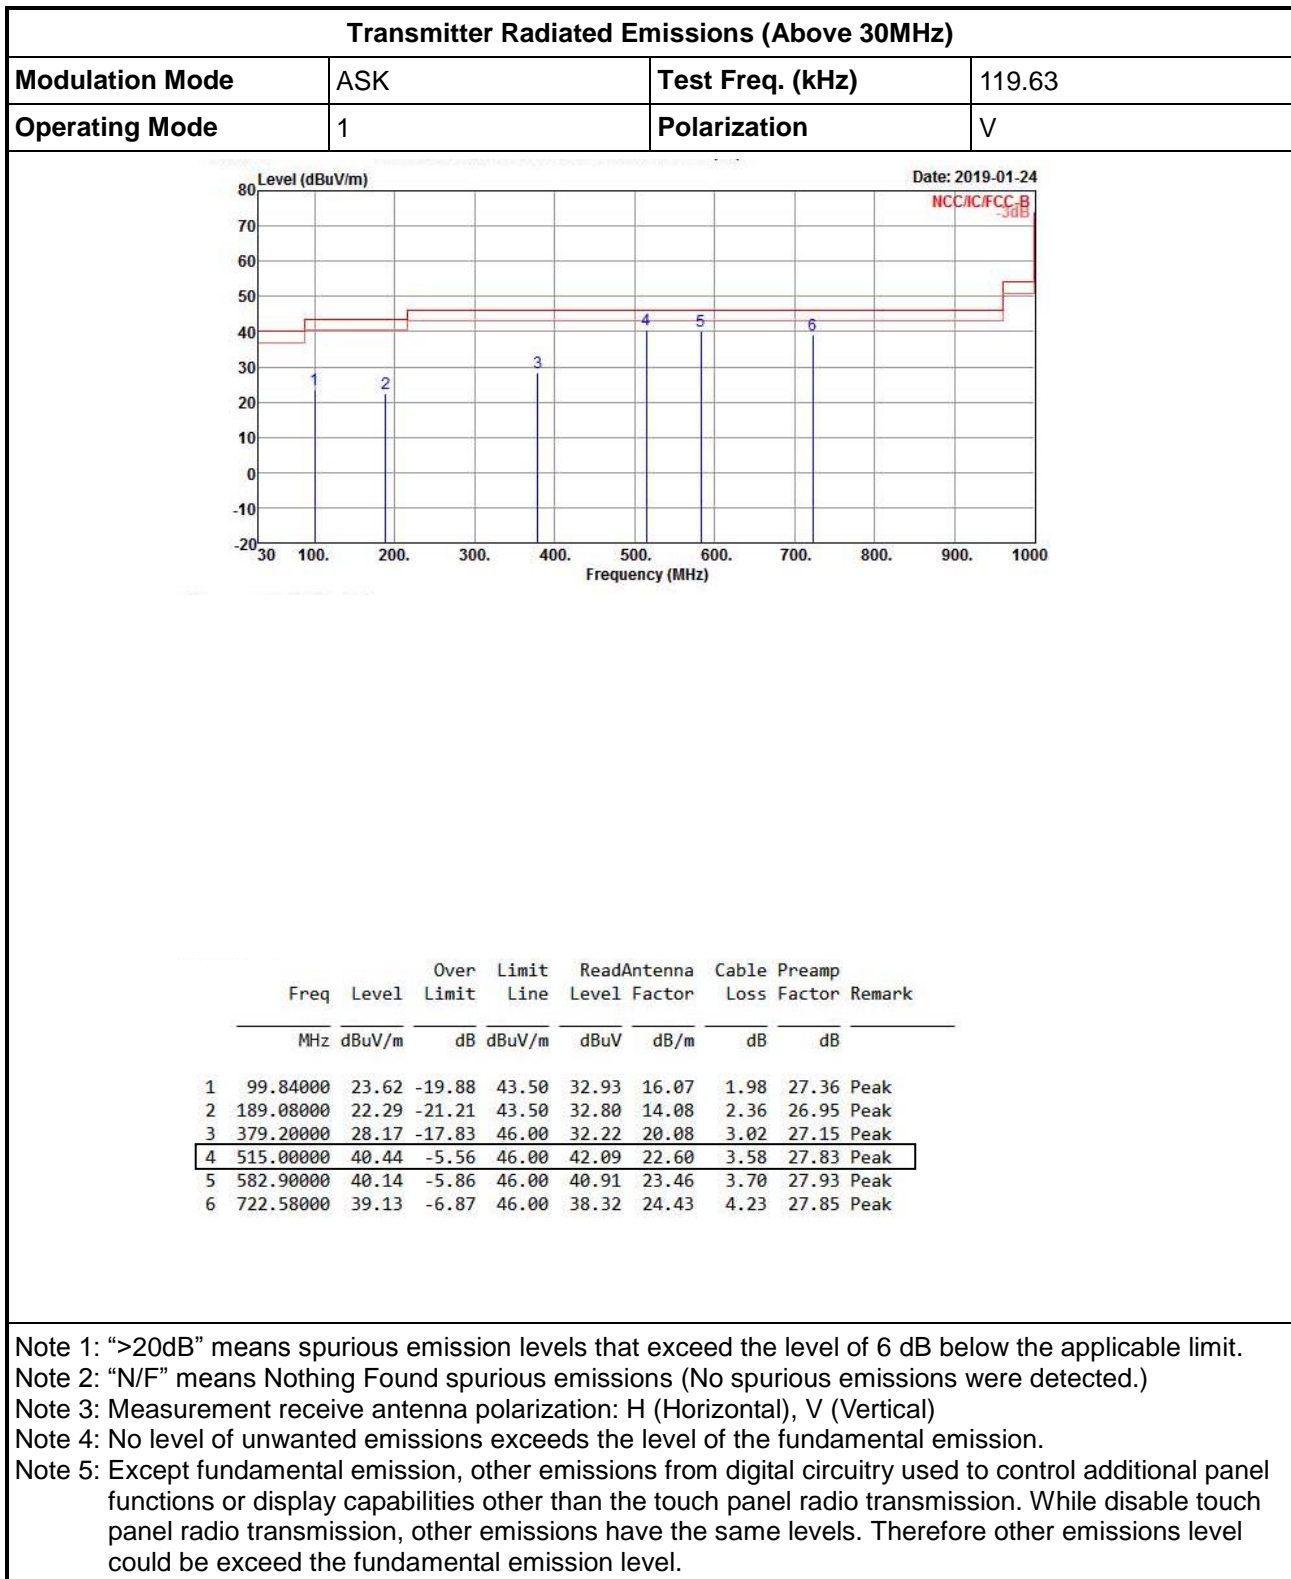 Transmitter Radiated Emissions (Above 30MHz)
Modulation Mode ASK Test Freq. (kHz) 119.63
Operating Mode 1 Polarization V
Level (dBuV/m) Date: 2019-01-24
80 NCC/IC/FCC-B
-3dB
70
60
50
40 4 5 6
30 3
1 2
20
10
0
-10
-20
30 100. 200. 300. 400. 500. 600. 700. 800. 900. 1000
Frequency (MHz)
Over Limit ReadAntenna Cable Preamp
Freq Level Limit Line Level Factor Loss Factor Remark
MHz dBuV/m dB dBuV/m dBuV dB/m dB dB
1 99.84000 23.62 -19.88 43.50 32.93 16.07 1.98 27.36 Peak
2 189.08000 22.29 -21.21 43.50 32.80 14.08 2.36 26.95 Peak
3 379.20000 28.17 -17.83 46.00 32.22 20.08 3.02 27.15 Peak
4 515.00000 40.44 -5.56 46.00 42.09 22.60 3.58 27.83 Peak
5 582.90000 40.14 -5.86 46.00 40.91 23.46 3.70 27.93 Peak
6 722.58000 39.13 -6.87 46.00 38.32 24.43 4.23 27.85 Peak
Note 1: “>20dB” means spurious emission levels that exceed the level of 6 dB below the applicable limit.
Note 2: “N/F” means Nothing Found spurious emissions (No spurious emissions were detected.)
Note 3: Measurement receive antenna polarization: H (Horizontal), V (Vertical)
Note 4: No level of unwanted emissions exceeds the level of the fundamental emission.
Note 5: Except fundamental emission, other emissions from digital circuitry used to control additional panel
functions or display capabilities other than the touch panel radio transmission. While disable touch
panel radio transmission, other emissions have the same levels. Therefore other emissions level
could be exceed the fundamental emission level.